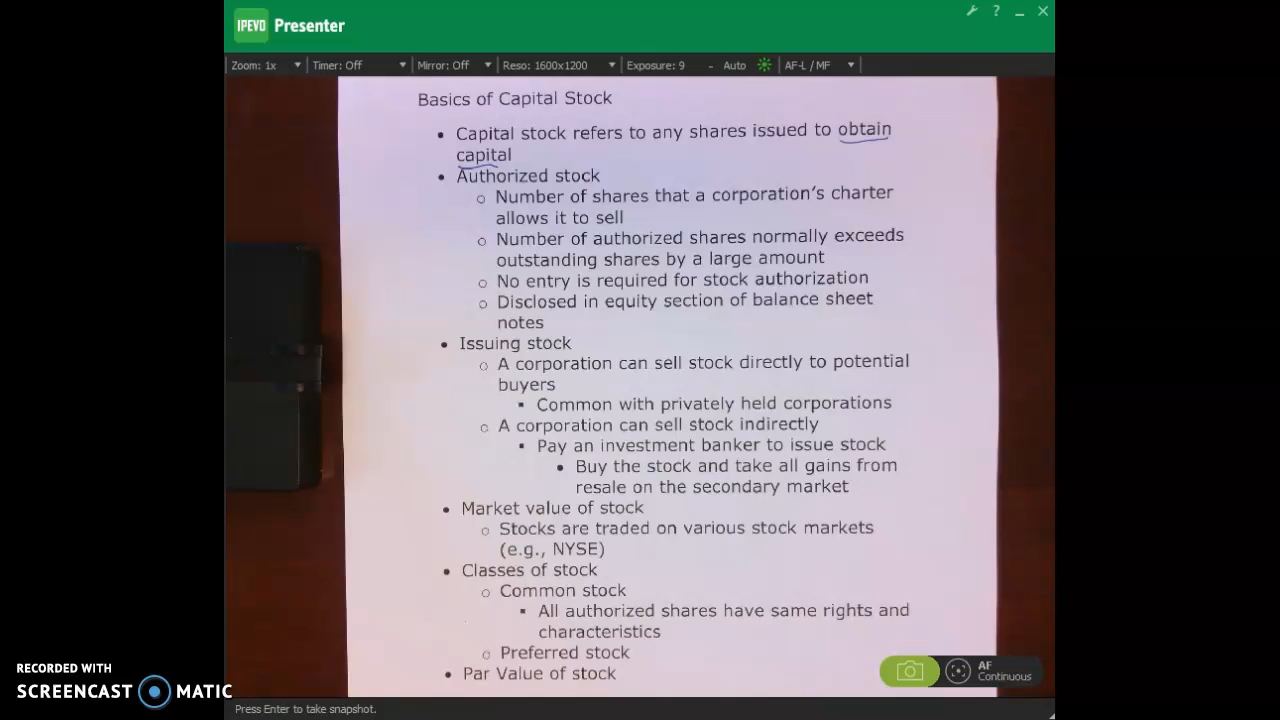 IPEVO Presenter
Zoom: 1x Timer: Off Mirror: Off Reso: 1600x1200 Exposure: 9 - Auto AF-L / MF
Basics of Capital Stock
• Capital stock refers to any shares issued to obtain
capital
• Authorized stock
o Number of shares that a corporation's charter
allows it to sell
o Number of authorized shares normally exceeds
outstanding shares by a large amount
o No entry is required for stock authorization
o Disclosed in equity section of balance sheet
notes
• Issuing stock
o A corporation can sell stock directly to potential
buyers
▪ Common with privately held corporations
o A corporation can sell stock indirectly
▪ Pay an investment banker to issue stock
• Buy the stock and take all gains from
resale on the secondary market
• Market value of stock
o Stocks are traded on various stock markets
(e.g., NYSE)
• Classes of stock
o Common stock
▪ All authorized shares have same rights and
characteristics
o Preferred stock
• Par Value of stock
AF
Continuous
RECORDED WITH
SCREENCAST MATIC
Press Enter to take snapshot.